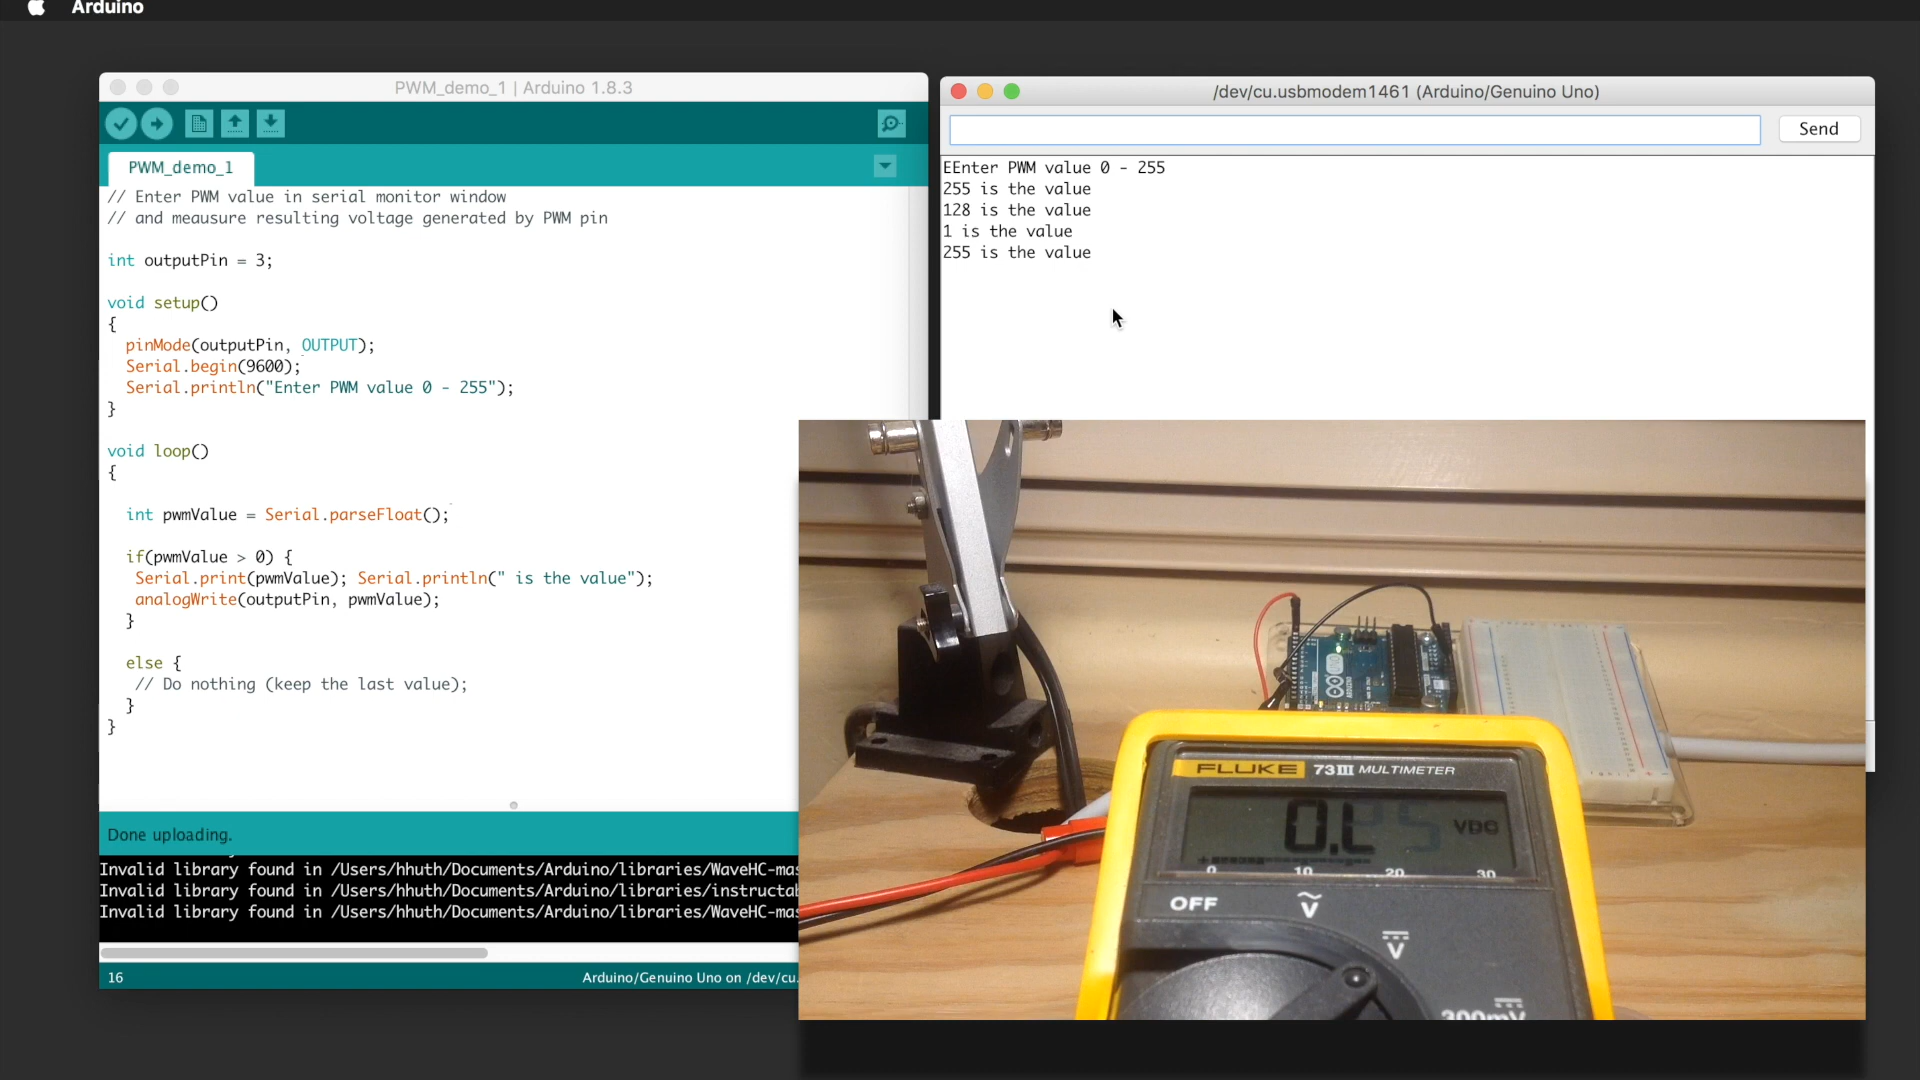 Arduino
PWM_demo_1 | Arduino 1.8.3
PWM_demo_1
// Enter PWM value in serial monitor window
// and meausure resulting voltage generated by PWM pin
int outputPin = 3;
void setup()
{
pinMode(outputPin, OUTPUT);
Serial.begin(9600);
Serial.println("Enter PWM value 0 - 255");
}
void loop()
{
int pwmValue = Serial.parseFloat();
if(pwmValue > 0) {
Serial.print(pwmValue); Serial.println(" is the value");
analogWrite(outputPin, pwmValue);
}
else {
// Do nothing (keep the last value);
}
}
Done uploading.
Invalid library found in /Users/hhuth/Documents/Arduino/libraries/WaveHC-mas
Invalid library found in /Users/hhuth/Documents/Arduino/libraries/instructab
Invalid library found in /Users/hhuth/Documents/Arduino/libraries/WaveHC-mas
16
Arduino/Genuino Uno on /dev/cu.
/dev/cu.usbmodem1461 (Arduino/Genuino Uno)
Send
EEnter PWM value 0 - 255
255 is the value
128 is the value
1 is the value
255 is the value
FLUKE 73III MULTIMETER
0.L VDC
0 10 20 30
OFF
V
V
300mV